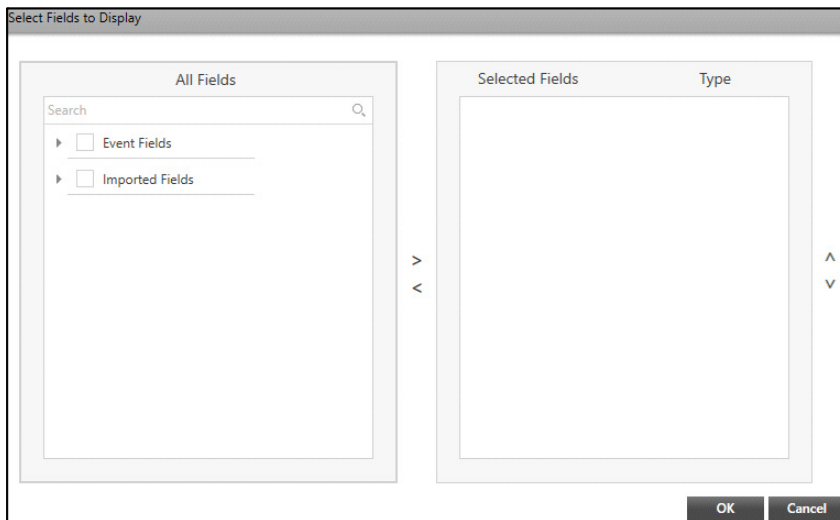 Select Fields to Display
All Fields
Search
Event Fields
Imported Fields
>
<
Selected Fields Type
OK Cancel